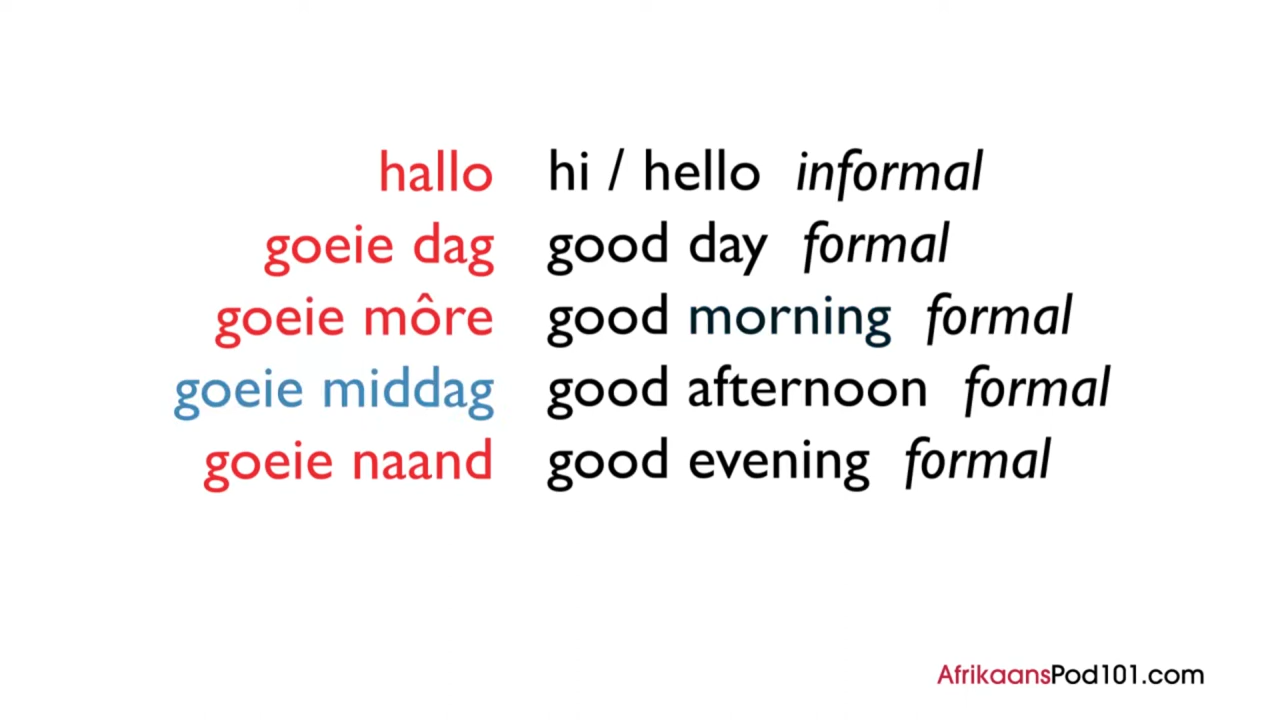 hallo hi / hello informal
goeie dag good day formal
goeie môre good morning formal
goeie middag good afternoon formal
goeie naand good evening formal
AfrikaansPod101.com